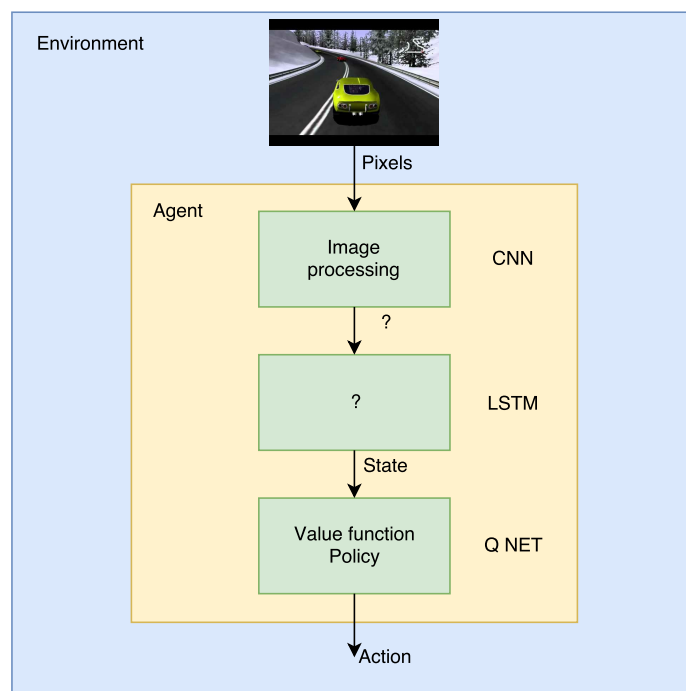 Environment
Pixels
Agent
Image
processing
CNN
?
?
LSTM
State
Value function
Policy
Q NET
Action